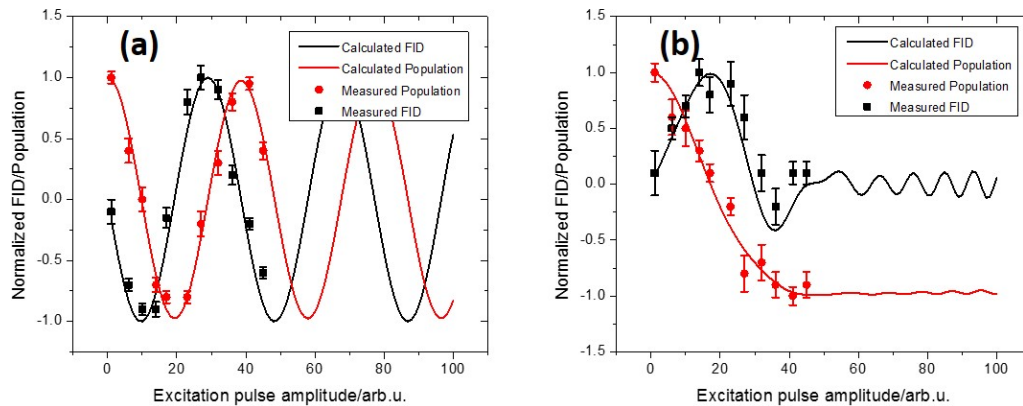 (a)
Calculated FID
Calculated Population
Measured Population
Measured FID
Normalized FID/Population
1.5
1.0
0.5
0.0
-0.5
-1.0
0
20
40
60
80
100
Excitation pulse amplitude/arb.u.
(b)
Calculated FID
Calculated Population
Measured Population
Measured FID
Normalized FID/Population
1.5
1.0
0.5
0.0
-0.5
-1.0
-1.5
0
20
40
60
80
100
Excitation pulse amplitude/arb.u.